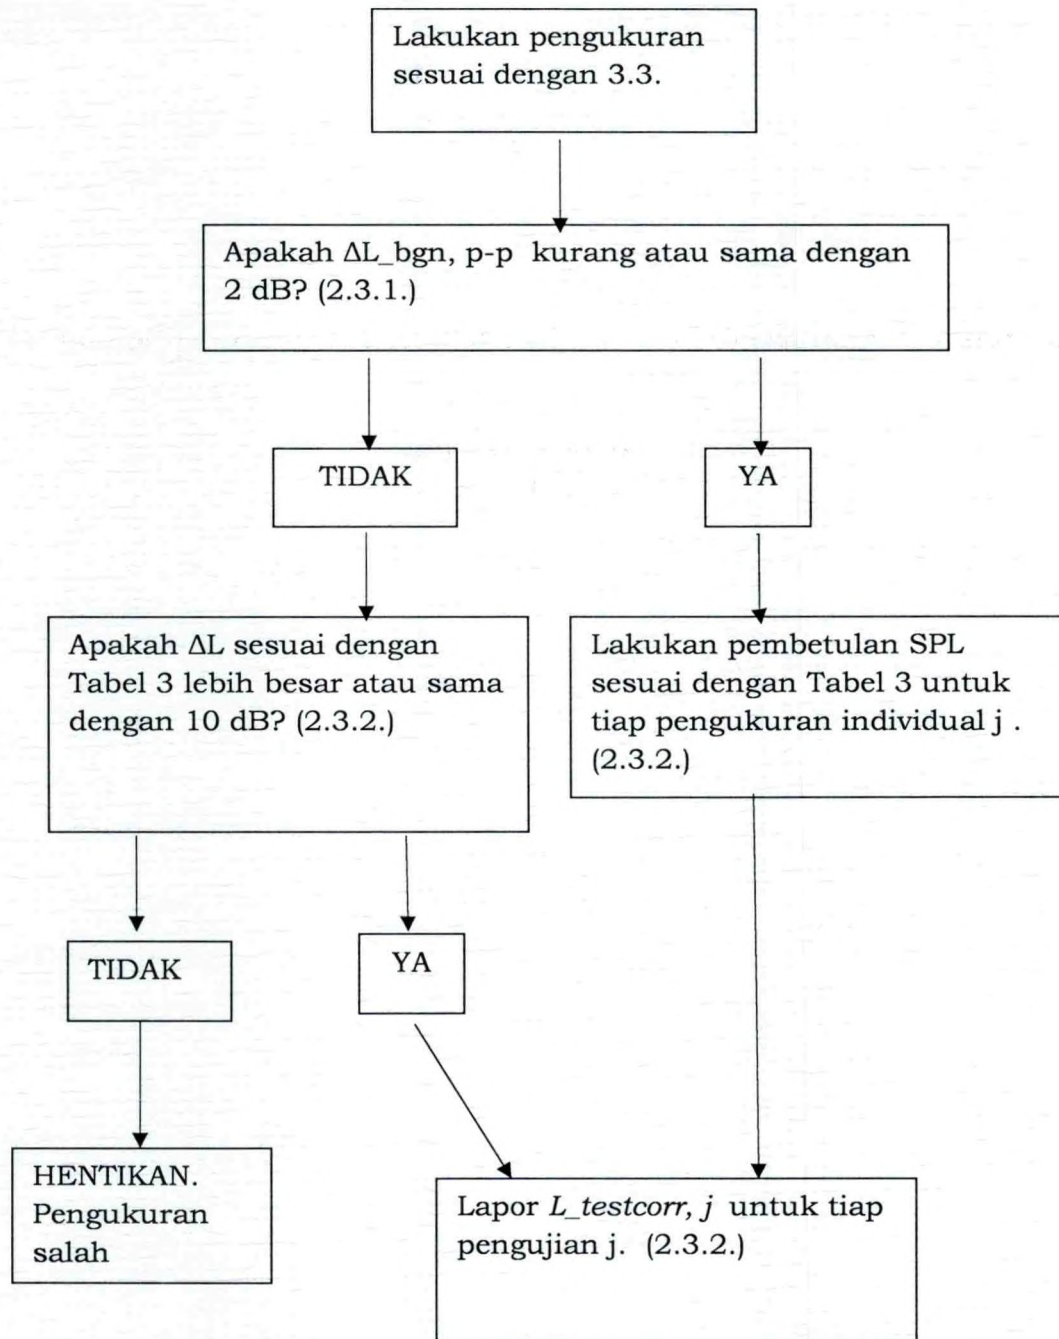 Lakukan pengukuran
sesuai dengan 3.3.
Apakah ΔL_bgn, p-p kurang atau sama dengan
2 dB? (2.3.1.)
TIDAK
YA
Apakah ΔL sesuai dengan
Tabel 3 lebih besar atau sama
dengan 10 dB? (2.3.2.)
Lakukan pembetulan SPL
sesuai dengan Tabel 3 untuk
tiap pengukuran individual j .
(2.3.2.)
TIDAK
YA
HENTIKAN.
Pengukuran
salah
Lapor L_testcorr, j untuk tiap
pengujian j. (2.3.2.)